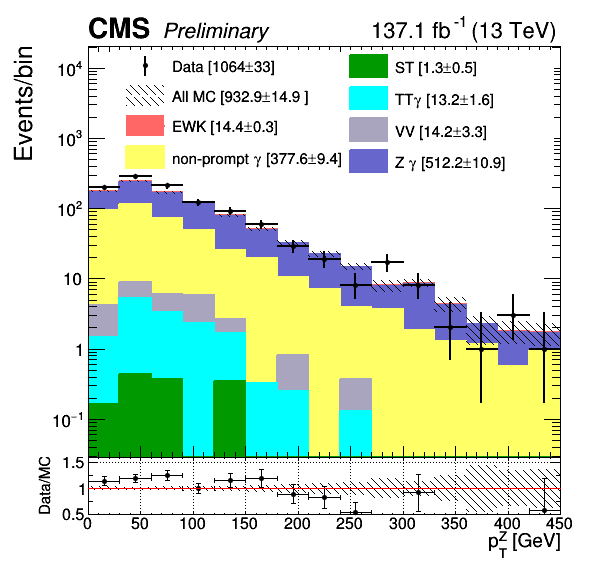 CMS Preliminary 137.1 fb⁻¹ (13 TeV)
Events/bin
10⁴
10³
10²
10
1
10⁻¹
Data [1064±33]
All MC [932.9±14.9 ]
EWK [14.4±0.3]
non-prompt γ [377.6±9.4]
ST [1.3±0.5]
TTγ [13.2±1.6]
VV [14.2±3.3]
Z γ [512.2±10.9]
Data/MC
1.5
1
0.5
0 50 100 150 200 250 300 350 400 450
p_T^Z [GeV]